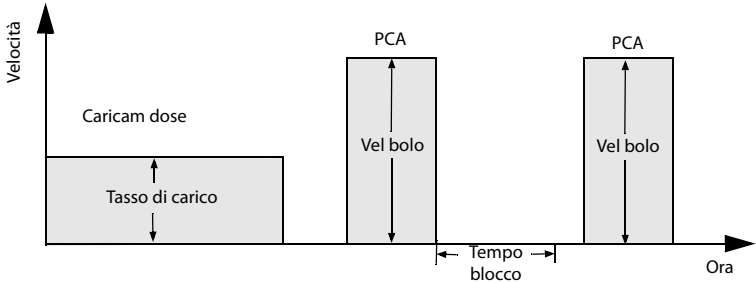 Velocità
PCA
PCA
Caricam dose
Vel bolo
Vel bolo
Tasso di carico
Tempo
blocco
Ora